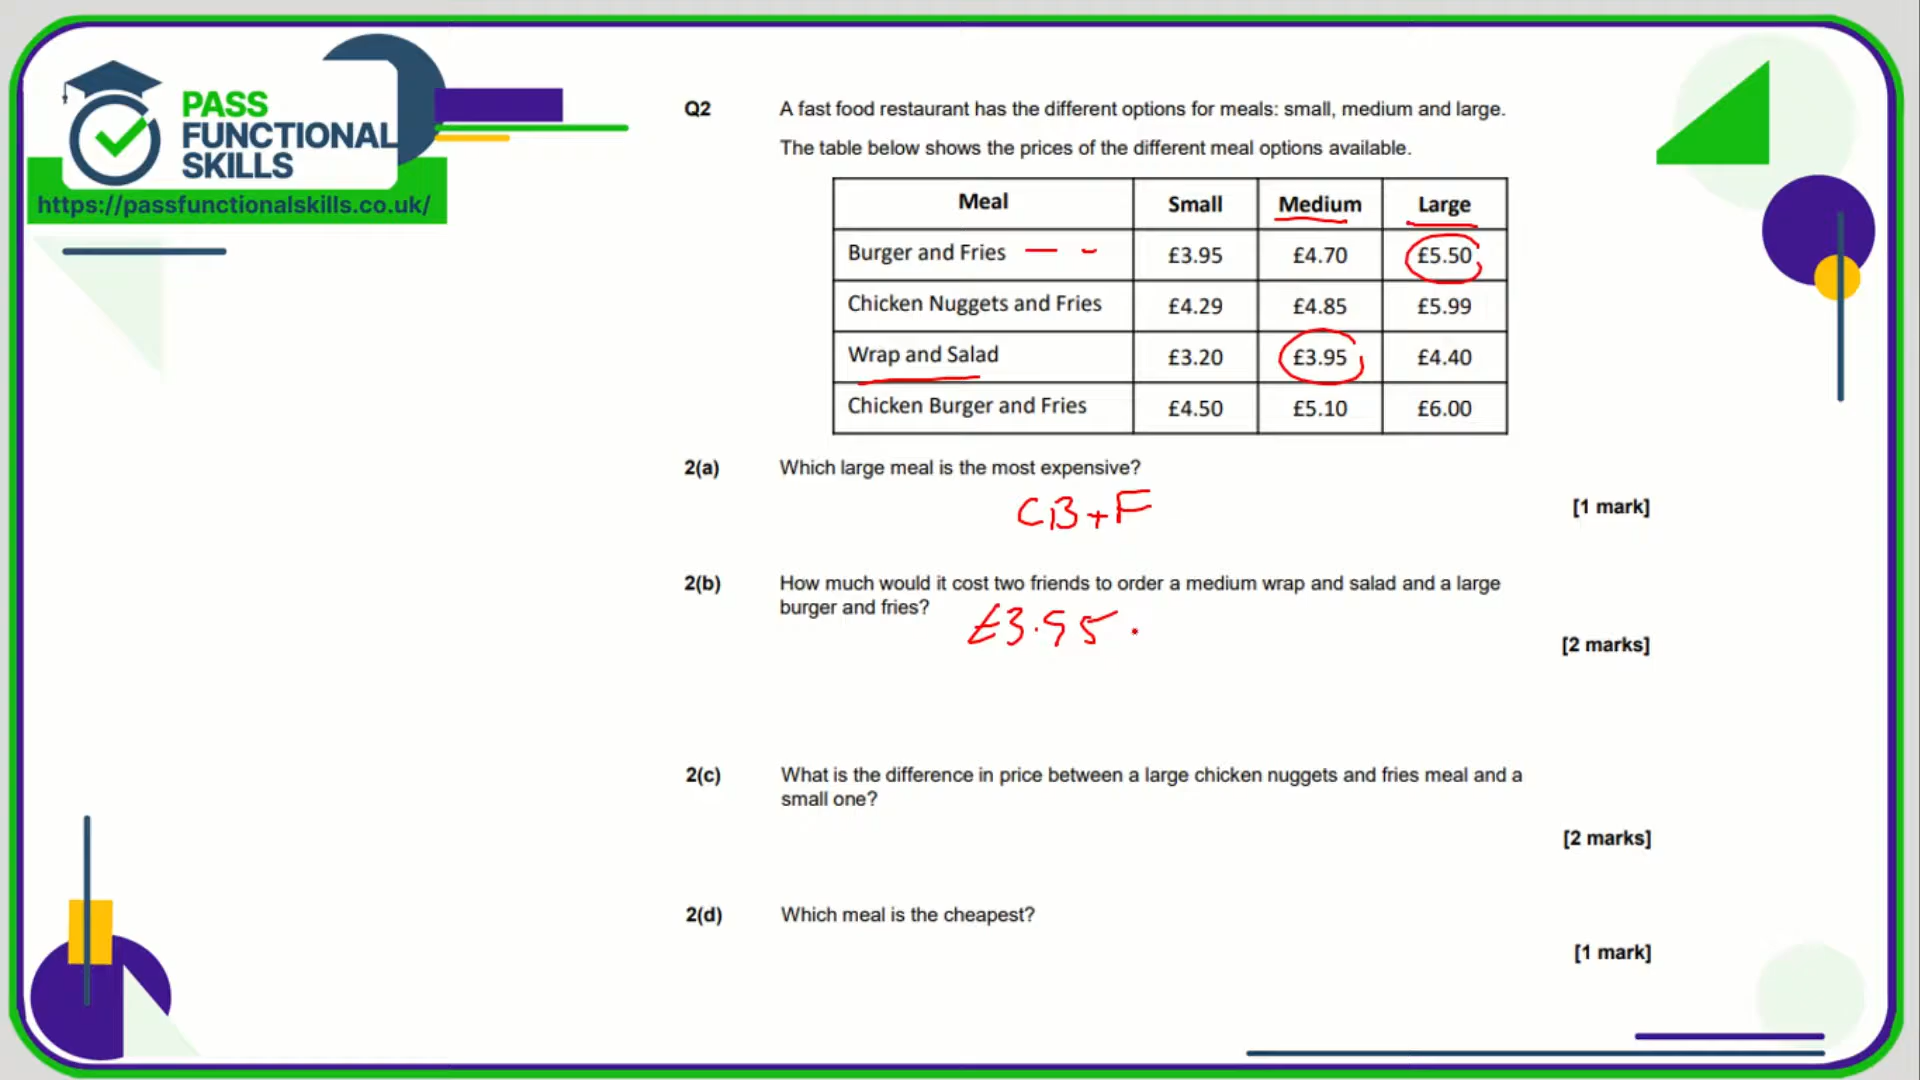 PASS
FUNCTIONAL
SKILLS
https://passfunctionalskills.co.uk/
Q2 A fast food restaurant has the different options for meals: small, medium and large.
The table below shows the prices of the different meal options available.
Meal Small Medium Large
Burger and Fries £3.95 £4.70 £5.50
Chicken Nuggets and Fries £4.29 £4.85 £5.99
Wrap and Salad £3.20 £3.95 £4.40
Chicken Burger and Fries £4.50 £5.10 £6.00
2(a) Which large meal is the most expensive?
CB+F
[1 mark]
2(b) How much would it cost two friends to order a medium wrap and salad and a large
burger and fries?
£3.95
[2 marks]
2(c) What is the difference in price between a large chicken nuggets and fries meal and a
small one?
[2 marks]
2(d) Which meal is the cheapest?
[1 mark]